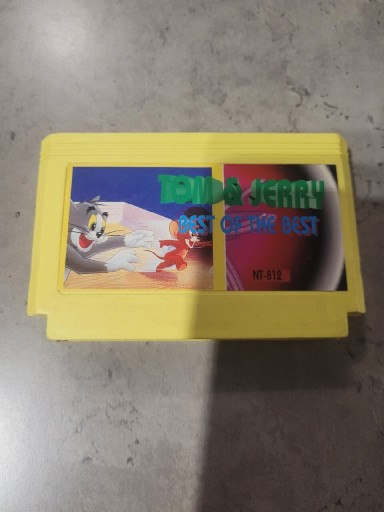 TOM & JERRY
BEST OF THE BEST
NT-812